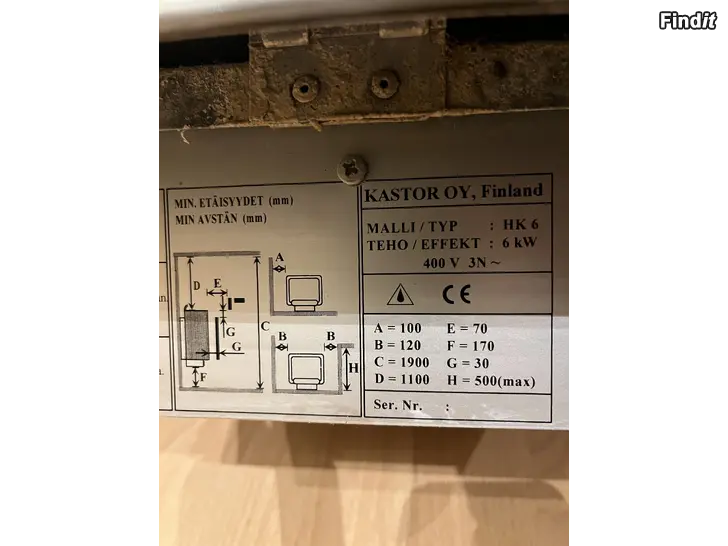 Findit
MIN. ETÄISYYDET (mm)
MIN AVSTÅN (mm)
A
D
E
G
G
C
F
B
B
H
KASTOR OY, Finland
MALLI / TYP : HK 6
TEHO / EFFEKT : 6 kW
400 V 3N ~
CE
A = 100 E = 70
B = 120 F = 170
C = 1900 G = 30
D = 1100 H = 500(max)
Ser. Nr. :